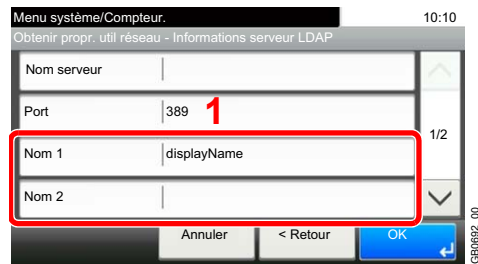 Menu système/Compteur.
10:10
Obtenir propr. util réseau - Informations serveur LDAP
Nom serveur
Port 389
1
1/2
Nom 1 displayName
Nom 2
Annuler
< Retour
OK
GB0692_00